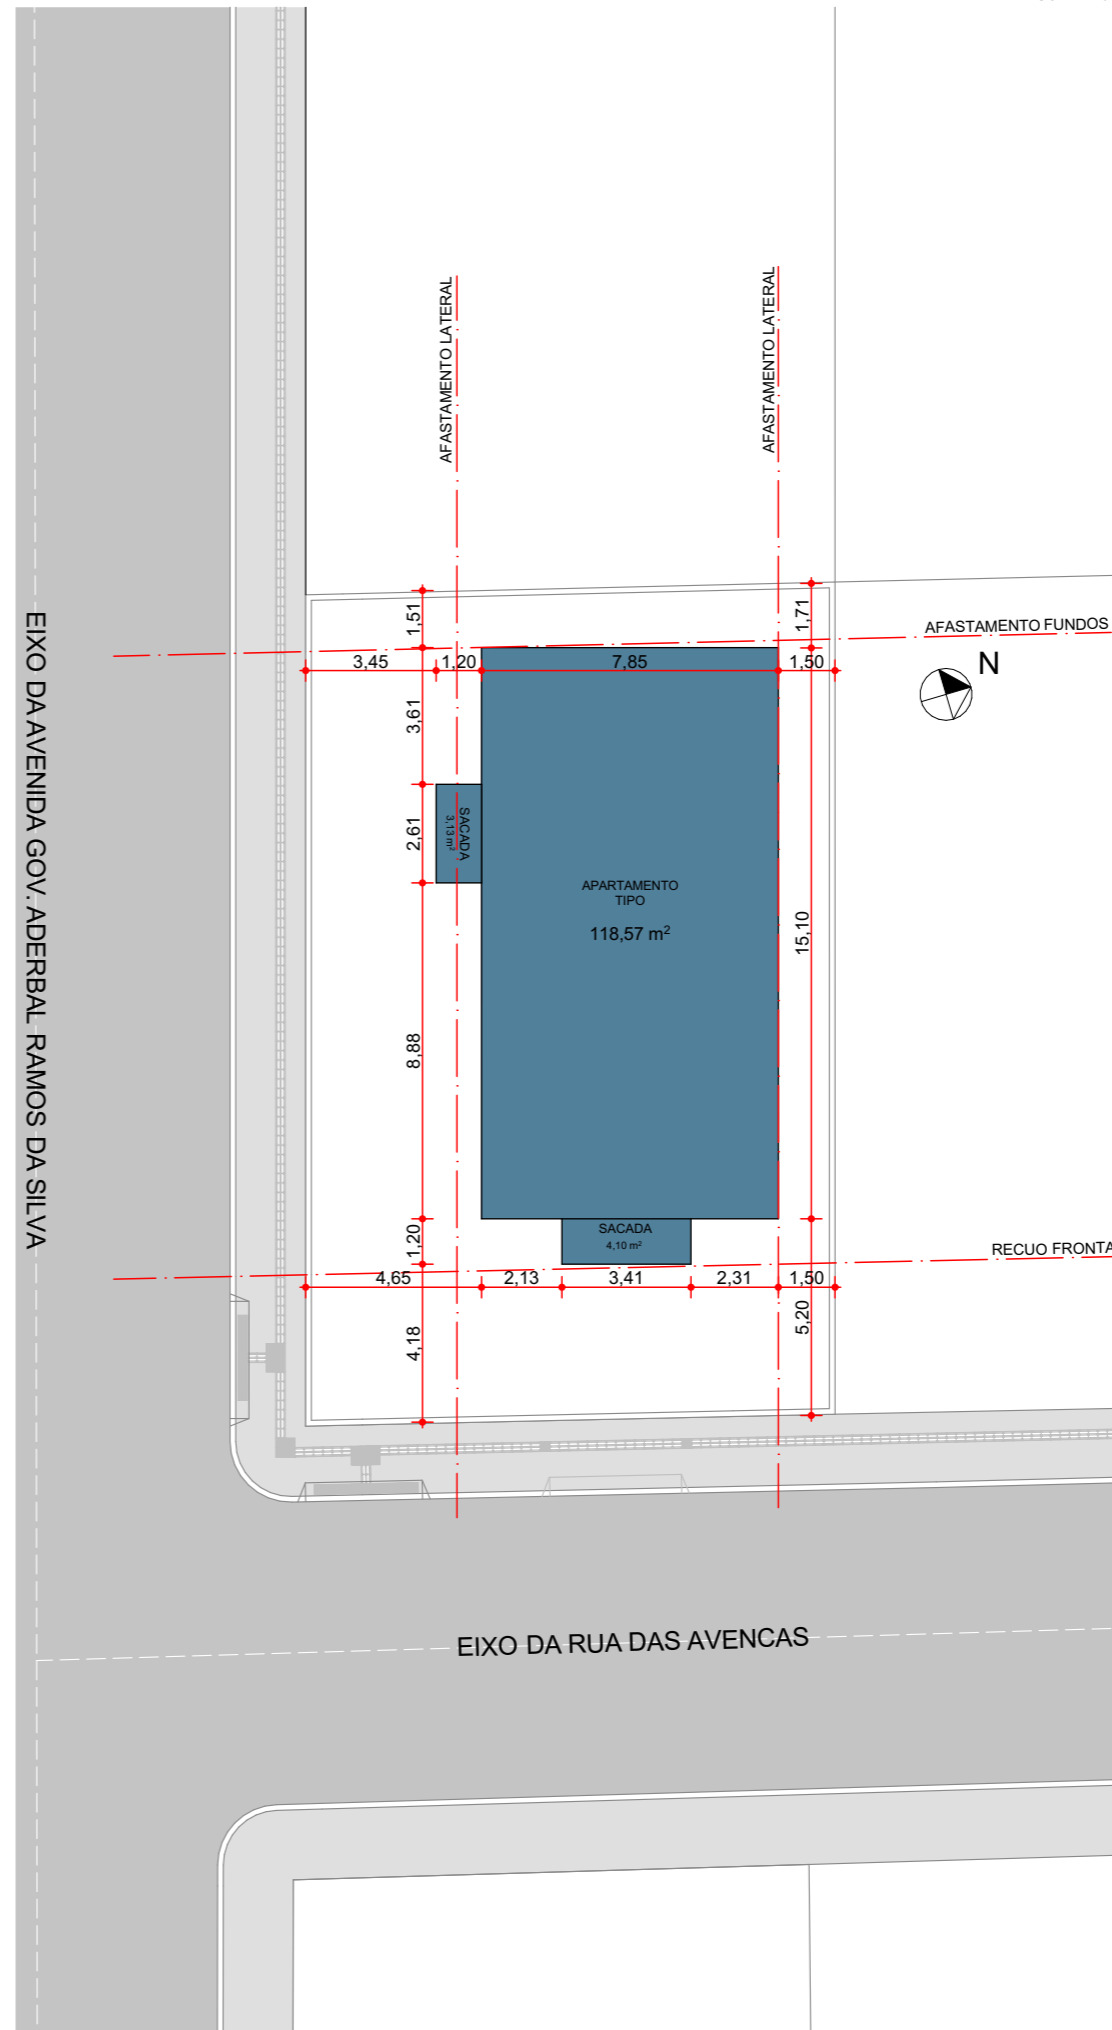 AFASTAMENTO LATERAL
AFASTAMENTO LATERAL
1,51
1,71
AFASTAMENTO FUNDOS
3,45
1,20
7,85
1,50
N
3,61
2,61
SACADA
3,13 m²
APARTAMENTO
TIPO
118,57 m²
15,10
8,88
EIXO DA AVENIDA GOV. ADERBAL RAMOS DA SILVA
1,20
SACADA
4,10 m²
RECUO FRONTA
4,65
2,13
3,41
2,31
1,50
4,18
5,20
EIXO DA RUA DAS AVENCAS